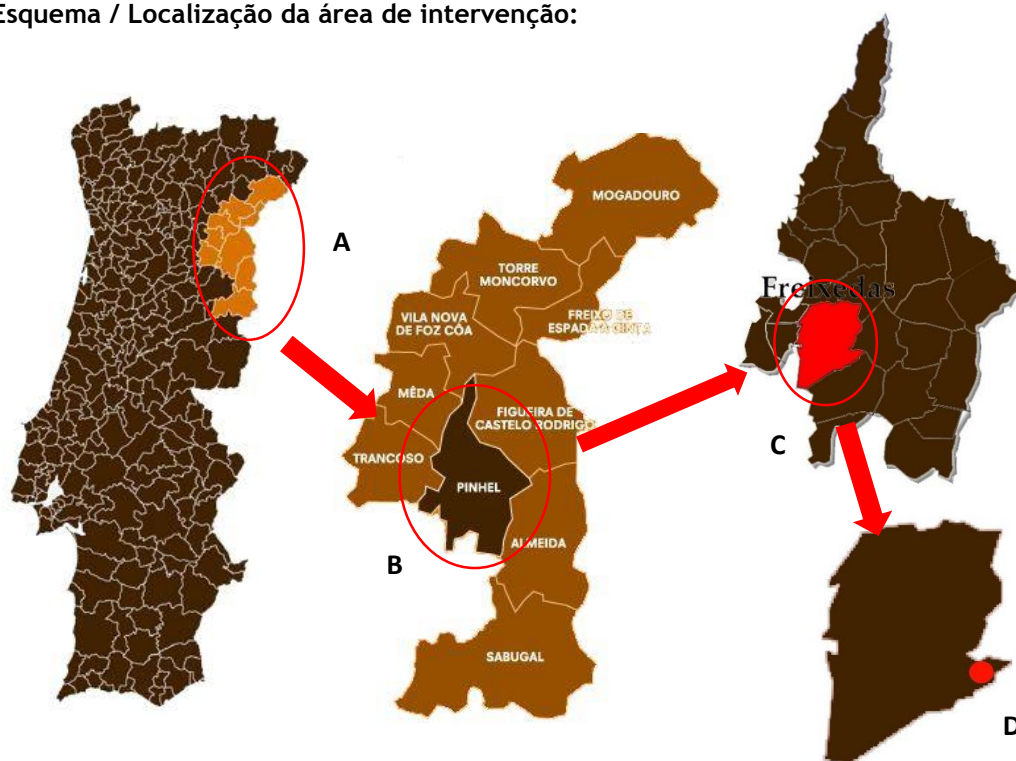 Esquema / Localização da área de intervenção:
A
MOGADOURO
TORRE
MONCORVO
VILA NOVA
DE FOZ CÔA
FREIXO DE
ESPADA À CINTA
MÊDA
FIGUEIRA DE
CASTELO RODRIGO
TRANCOSO
PINHEL
ALMEIDA
B
SABUGAL
Freixedas
C
D